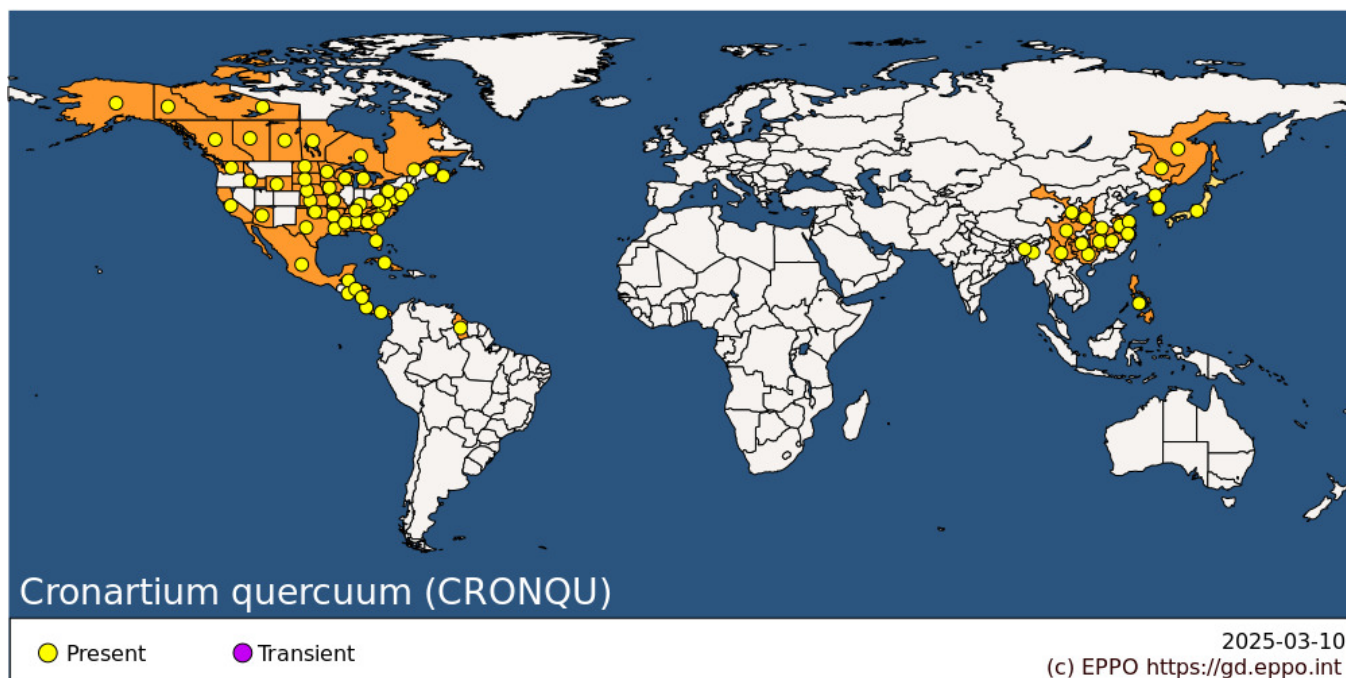 Cronartium quercuum (CRONQU)
Present
Transient
2025-03-10
(c) EPPO https://gd.eppo.int